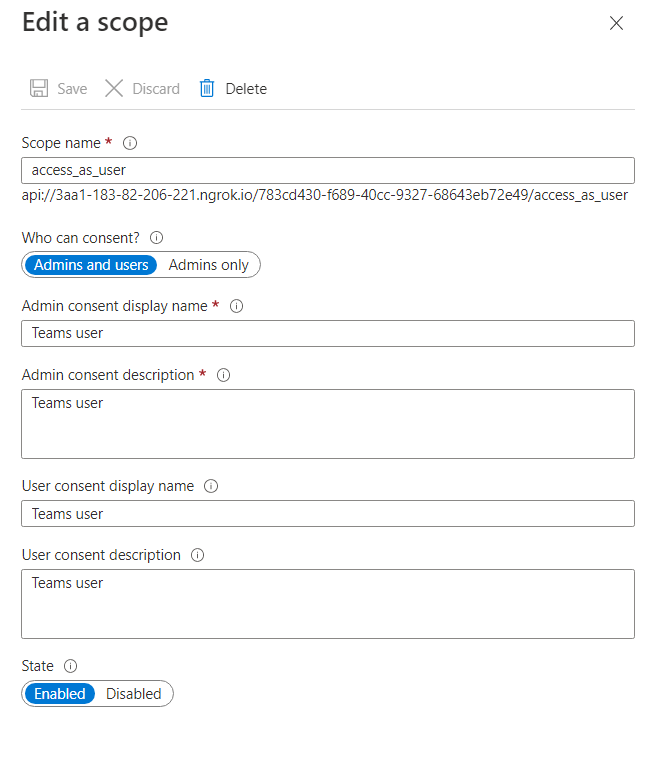 Edit a scope
Save Discard Delete
Scope name *
access_as_user
api://3aa1-183-82-206-221.ngrok.io/783cd430-f689-40cc-9327-68643eb72e49/access_as_user
Who can consent?
Admins and users Admins only
Admin consent display name *
Teams user
Admin consent description *
Teams user
User consent display name
Teams user
User consent description
Teams user
State
Enabled Disabled